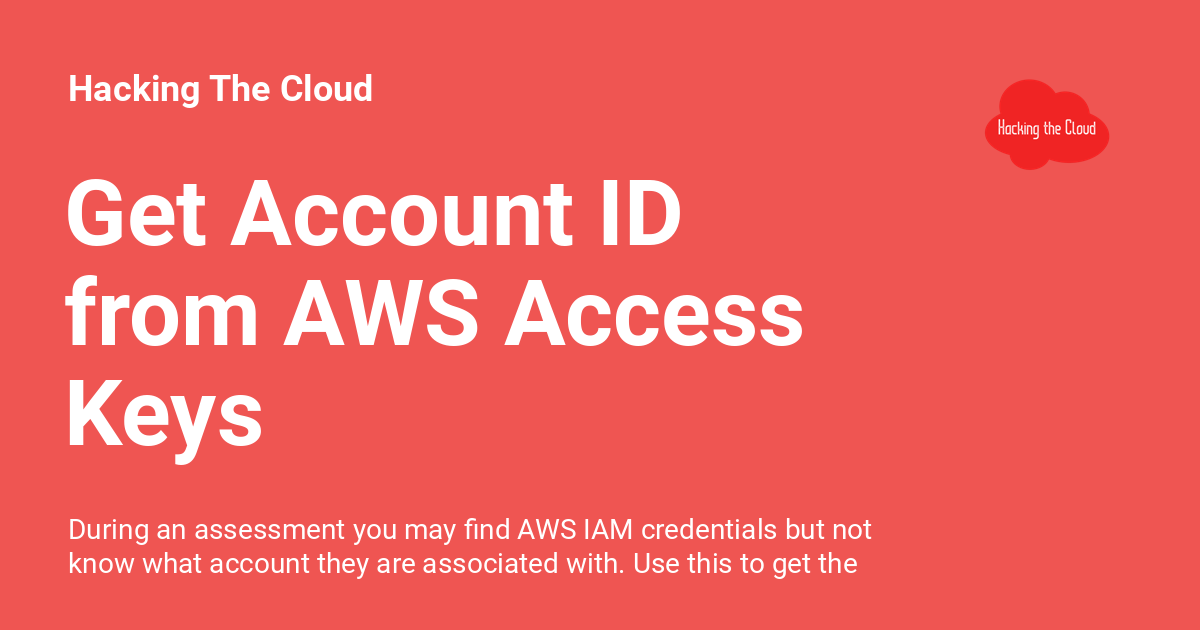 Hacking The Cloud
Hacking the Cloud
Get Account ID
from AWS Access
Keys
During an assessment you may find AWS IAM credentials but not
know what account they are associated with. Use this to get the